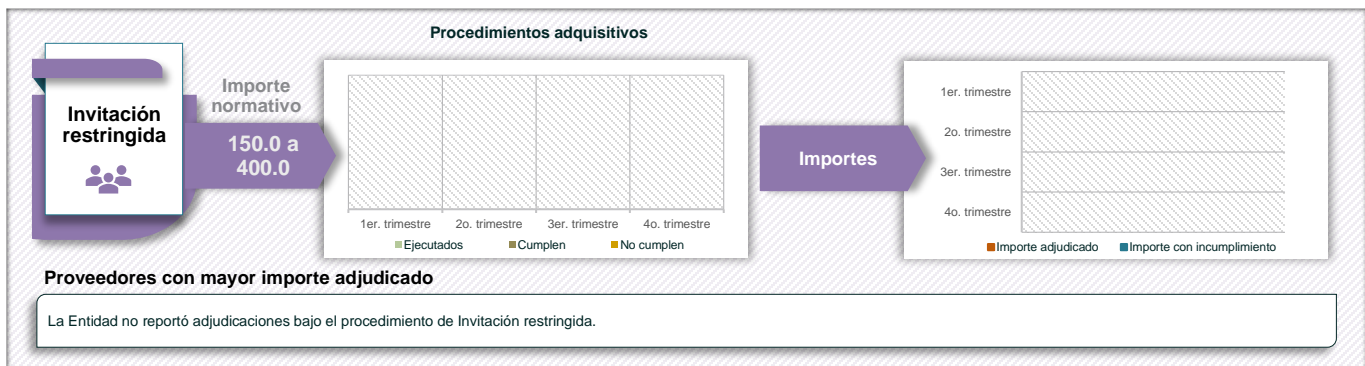 Procedimientos adquisitivos
Invitación
restringida
Importe
normativo
150.0 a
400.0
1er. trimestre 2o. trimestre 3er. trimestre 4o. trimestre
Ejecutados Cumplen No cumplen
Importes
1er. trimestre
2o. trimestre
3er. trimestre
4o. trimestre
Importe adjudicado Importe con incumplimiento
Proveedores con mayor importe adjudicado
La Entidad no reportó adjudicaciones bajo el procedimiento de Invitación restringida.